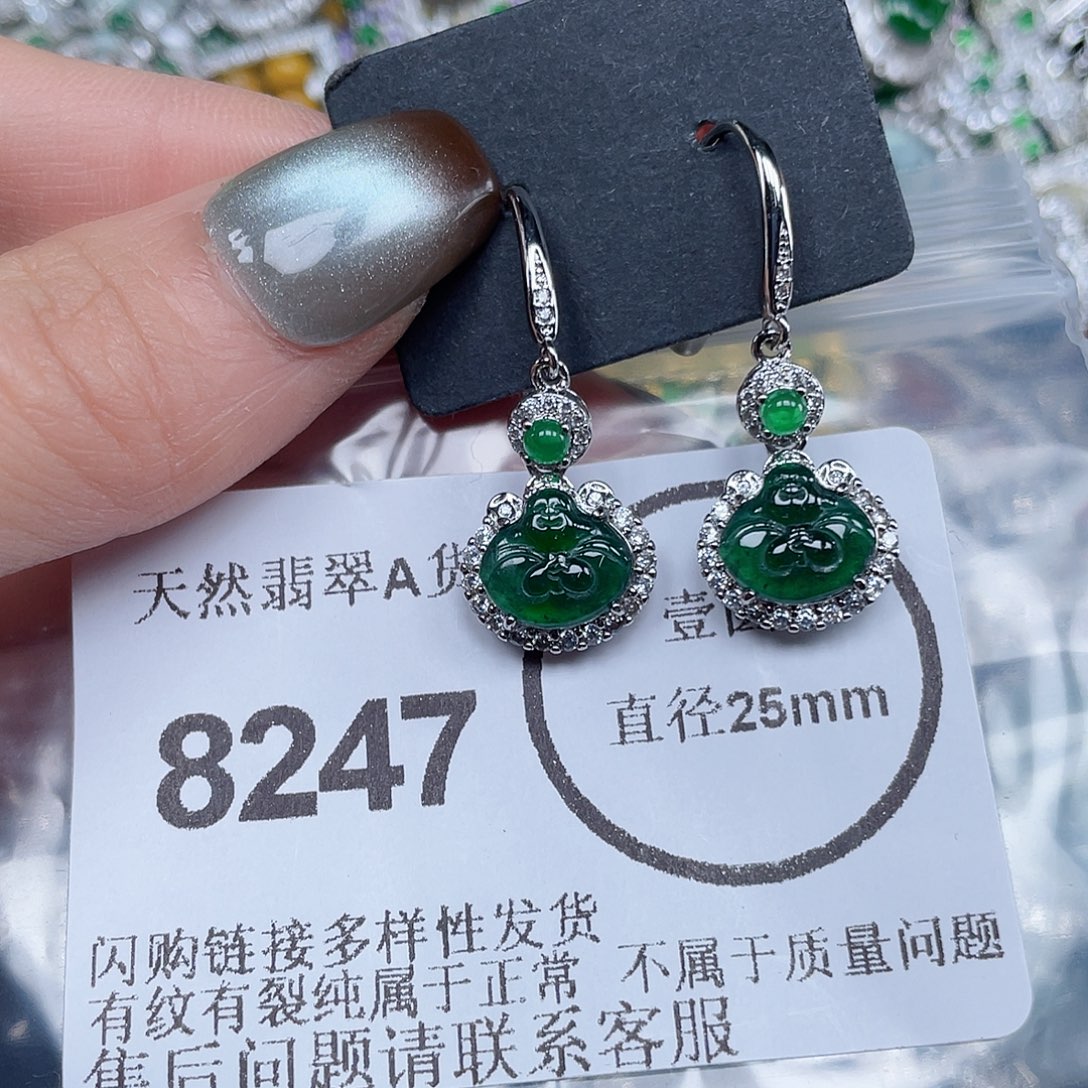 天然翡翠A货
壹
直径25mm
8247
闪购链接多样性发货
有纹有裂纯属于正常 不属于质量问题
售后问题请联系客服